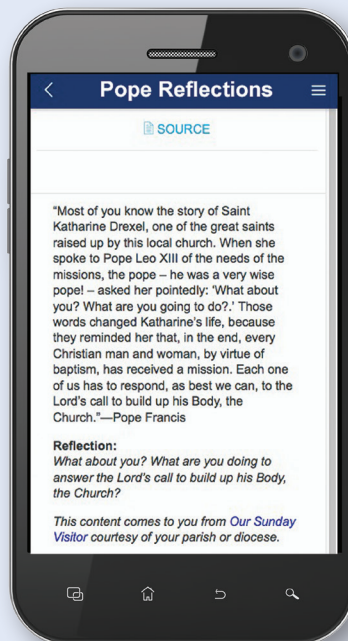 Pope Reflections
SOURCE
“Most of you know the story of Saint
Katharine Drexel, one of the great saints
raised up by this local church. When she
spoke to Pope Leo XIII of the needs of the
missions, the pope – he was a very wise
pope! – asked her pointedly: ‘What about
you? What are you going to do?.’ Those
words changed Katharine’s life, because
they reminded her that, in the end, every
Christian man and woman, by virtue of
baptism, has received a mission. Each one
of us has to respond, as best we can, to the
Lord’s call to build up his Body, the
Church.”—Pope Francis
Reflection:
What about you? What are you doing to
answer the Lord’s call to build up his Body,
the Church?
This content comes to you from Our Sunday
Visitor courtesy of your parish or diocese.